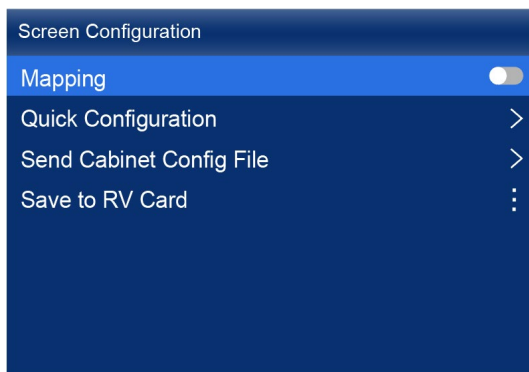 Screen Configuration
Mapping
Quick Configuration
Send Cabinet Config File
Save to RV Card